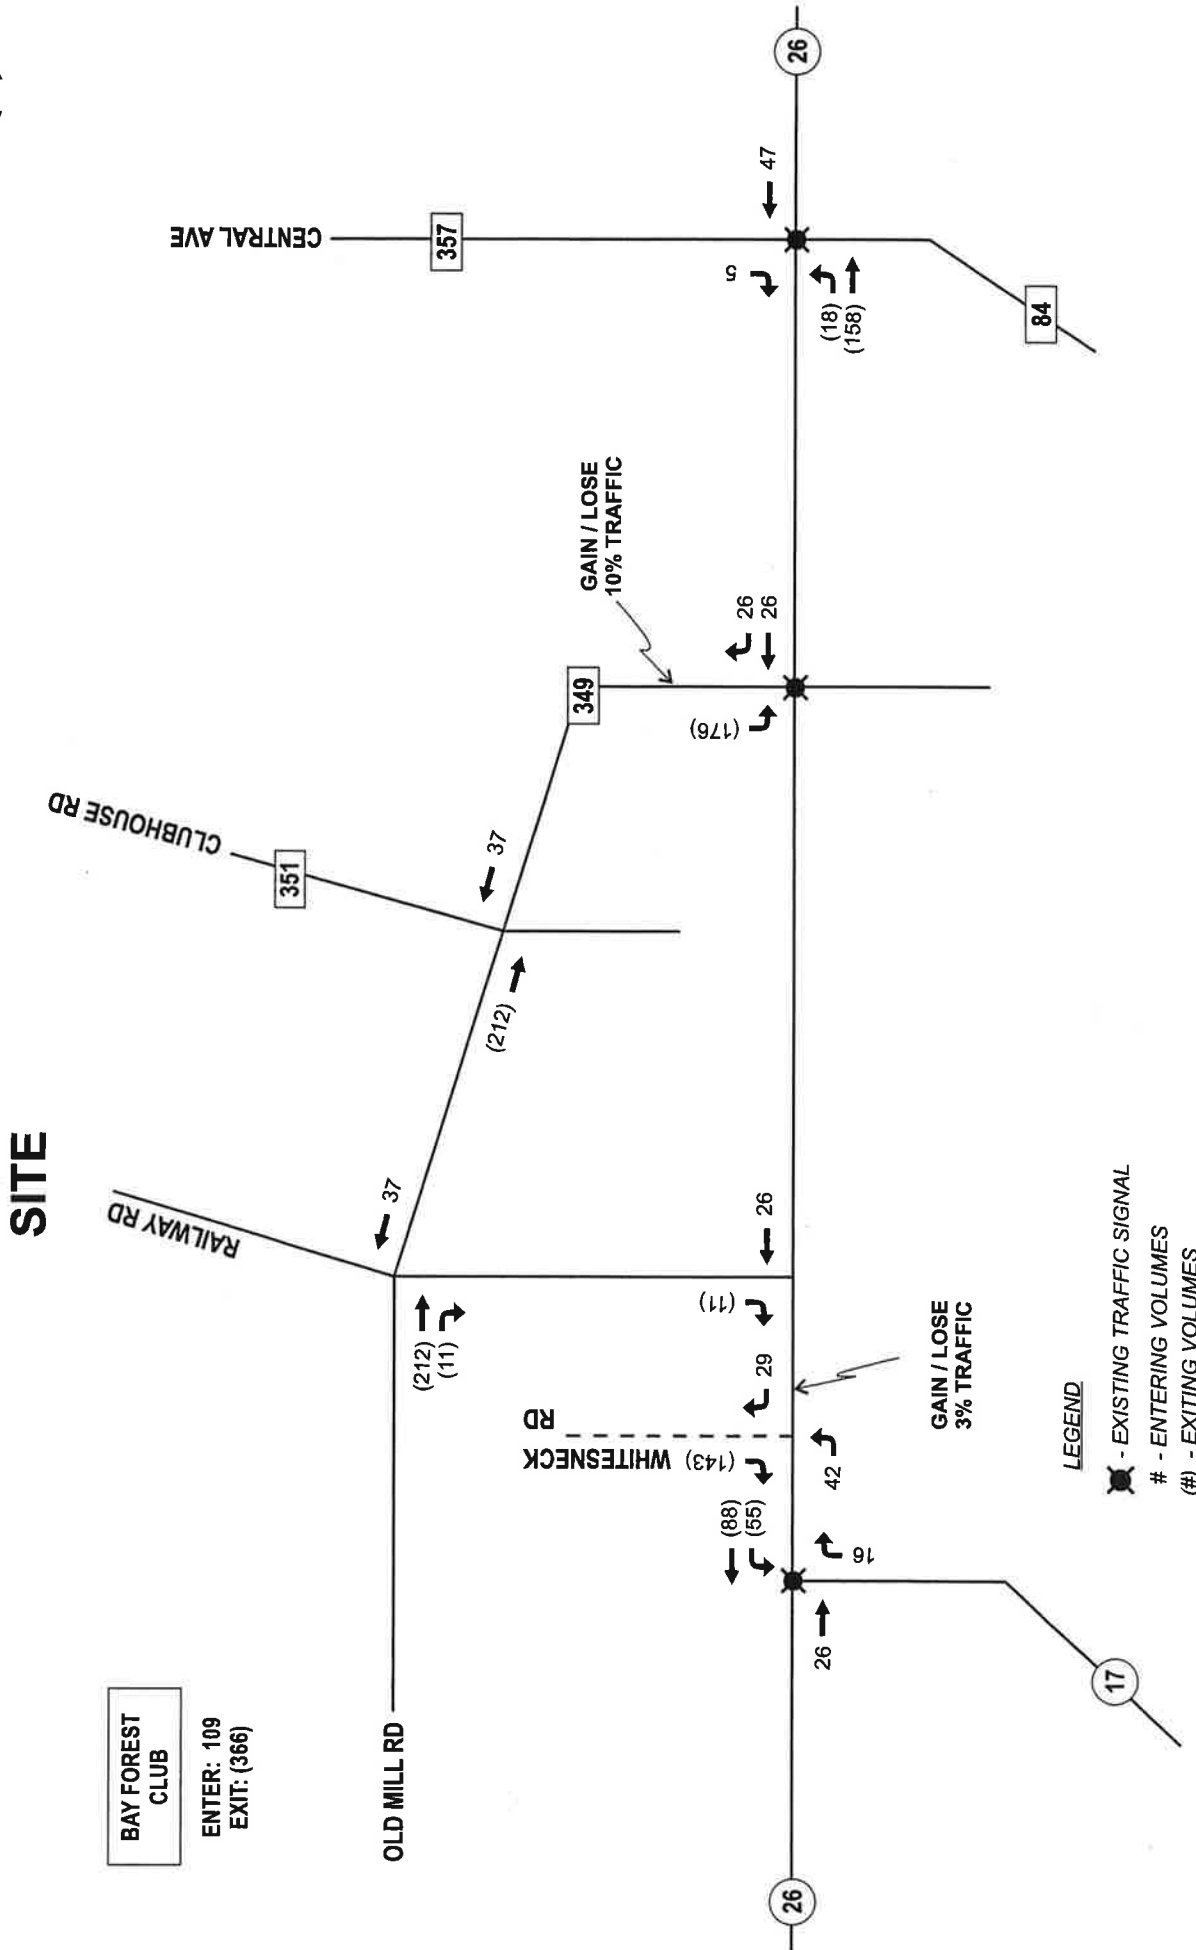 SITE
BAY FOREST
CLUB
ENTER: 109
EXIT: (366)
OLD MILL RD
RAILWAY RD
CLUBHOUSE RD
351
349
CENTRAL AVE
357
84
26
47
5
(18)
(158)
GAIN / LOSE
10% TRAFFIC
26
26
(176)
37
(212)
37
(212)
(11)
26
(11)
29
WHITESNECK
RD
(143)
42
GAIN / LOSE
3% TRAFFIC
(88)
(55)
16
26
17
26
LEGEND
- EXISTING TRAFFIC SIGNAL
# - ENTERING VOLUMES
(#) - EXITING VOLUMES